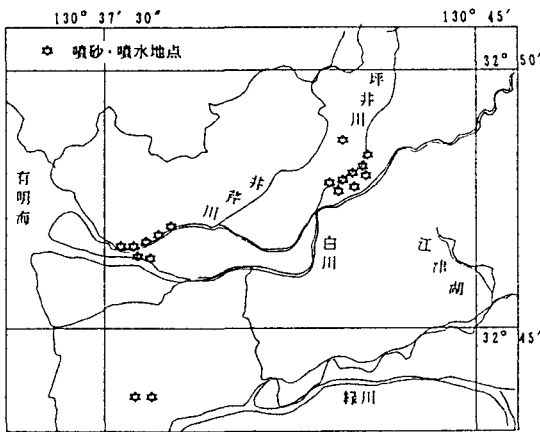 130° 37' 30"
130° 45'
噴砂・噴水地点
32° 50'
坪井川
有明海
井芹川
白川
江津湖
32° 45'
緑川